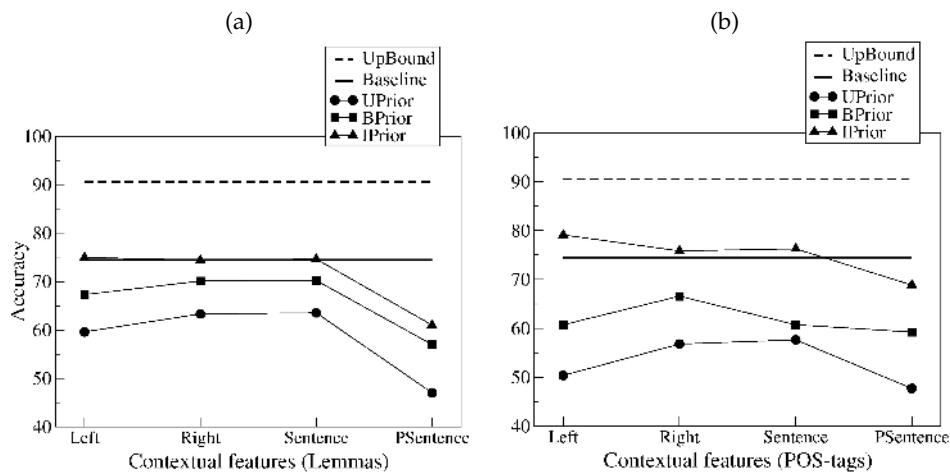 (a)
UpBound
Baseline
UPrior
BPrior
IPrior
100
90
80
70
60
50
40
Accuracy
Left Right Sentence PSentence
Contextual features (Lemmas)
(b)
UpBound
Baseline
UPrior
BPrior
IPrior
100
90
80
70
60
50
40
Left Right Sentence PSentence
Contextual features (POS-tags)